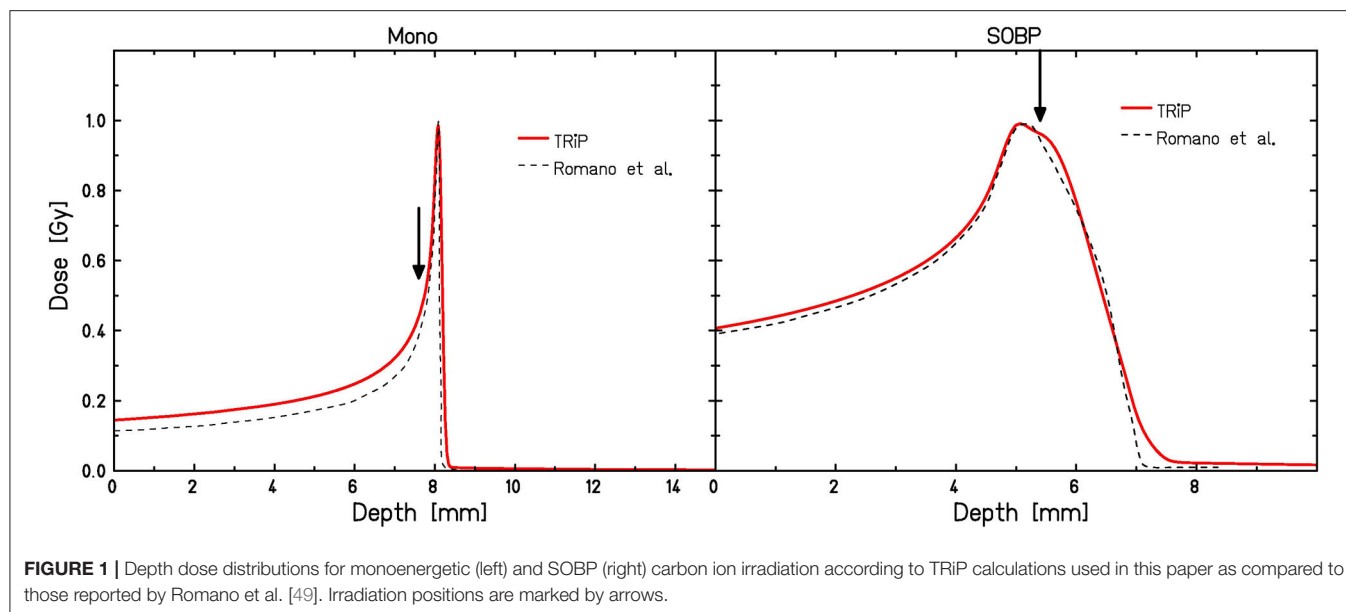 Mono
SOBP
TRiP
Romano et al.
TRiP
Romano et al.
Dose [Gy]
1.0
0.8
0.6
0.4
0.2
0.0
0 2 4 6 8 10 12 14
0 2 4 6 8
Depth [mm]
Depth [mm]
FIGURE 1 | Depth dose distributions for monoenergetic (left) and SOBP (right) carbon ion irradiation according to TRiP calculations used in this paper as compared to
those reported by Romano et al. [49]. Irradiation positions are marked by arrows.